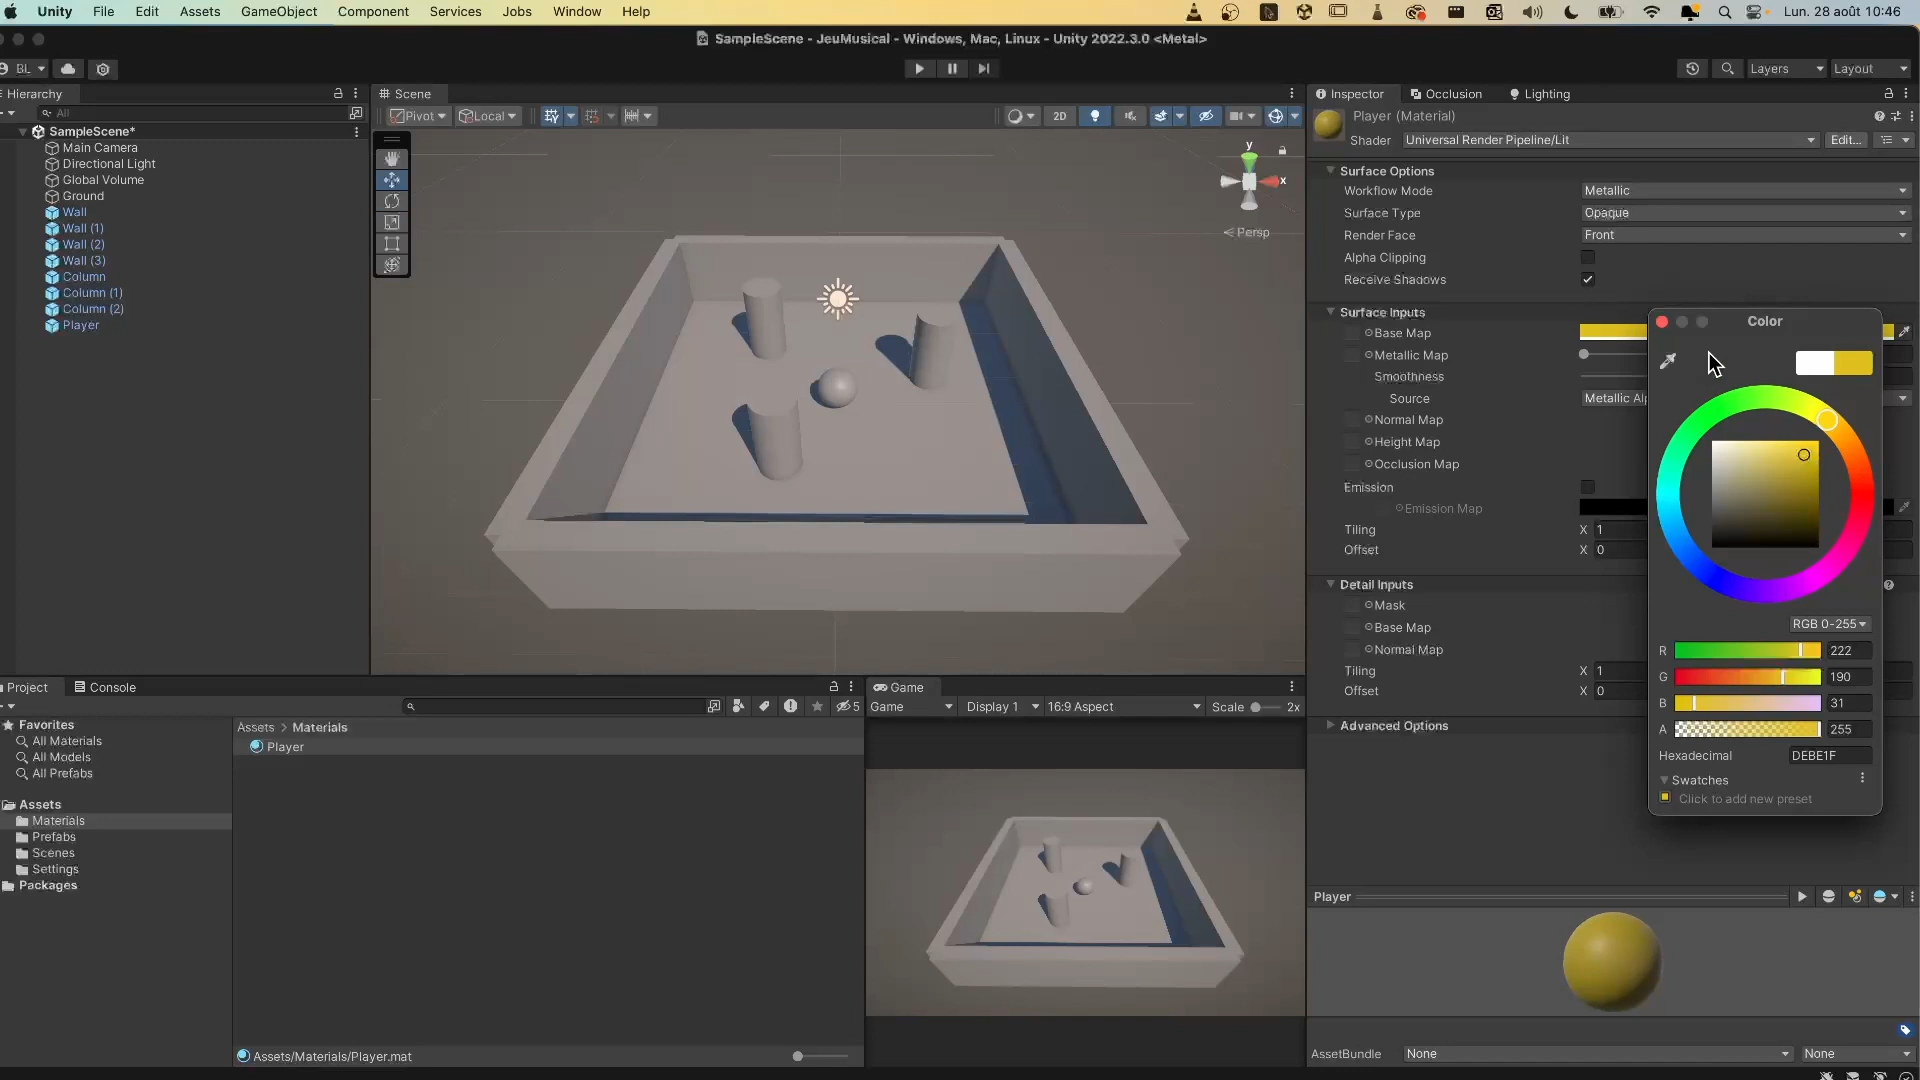 Unity File Edit Assets GameObject Component Services Jobs Window Help Lun. 28 août 10:46
SampleScene - JeuMusical - Windows, Mac, Linux - Unity 2022.3.0 <Metal>
BL Layers Layout
Hierarchy
All
SampleScene*
Main Camera
Directional Light
Global Volume
Ground
Wall
Wall (1)
Wall (2)
Wall (3)
Column
Column (1)
Column (2)
Player
Scene
Pivot Local 2D
y
x
Persp
Inspector Occlusion Lighting
Player (Material)
Shader Universal Render Pipeline/Lit Edit...
Surface Options
Workflow Mode Metallic
Surface Type Opaque
Render Face Front
Alpha Clipping
Receive Shadows
Surface Inputs
Base Map
Metallic Map
Smoothness
Source Metallic Al
Normal Map
Height Map
Occlusion Map
Emission
Emission Map
Tiling X 1
Offset X 0
Detail Inputs
Mask
Base Map
Normal Map
Tiling X 1
Offset X 0
Advanced Options
Color
RGB 0-255
R 222
G 190
B 31
A 255
Hexadecimal DEBE1F
Swatches
Click to add new preset
Project Console
5
Favorites
All Materials
All Models
All Prefabs
Assets
Materials
Prefabs
Scenes
Settings
Packages
Assets > Materials
Player
Assets/Materials/Player.mat
Game
Game Display 1 16:9 Aspect Scale 2x
Player
AssetBundle None None